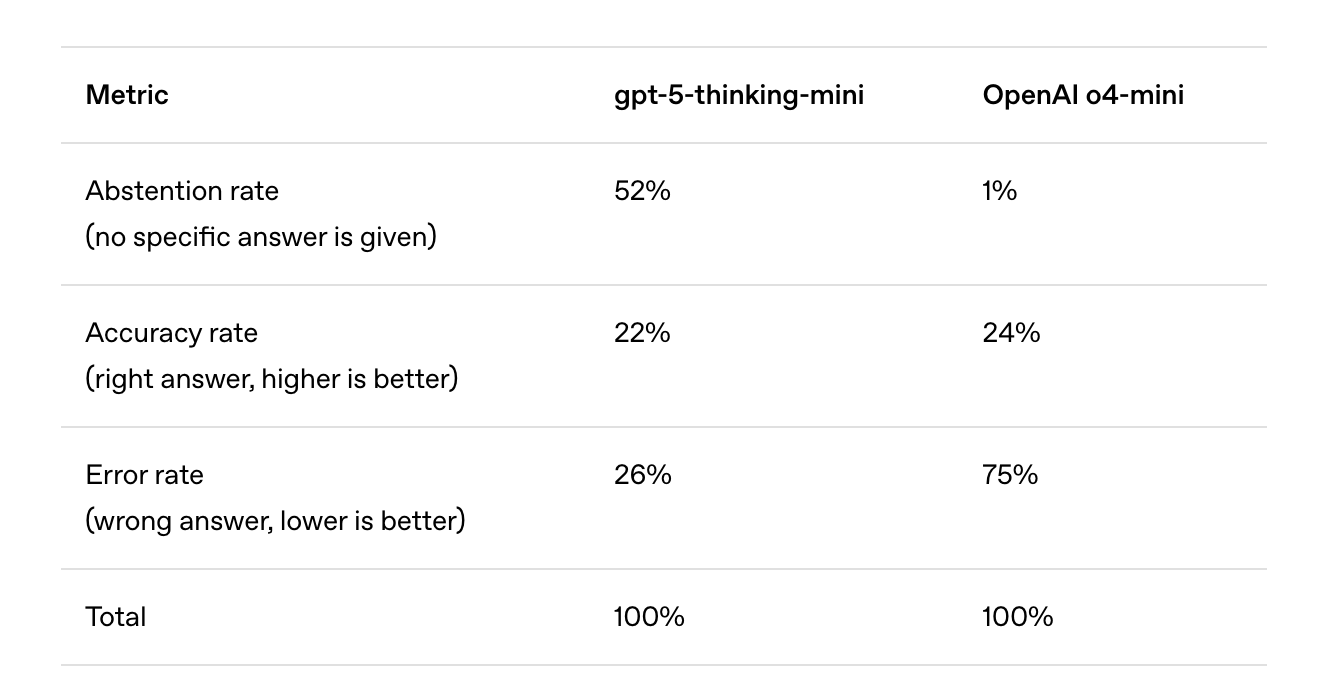 Metric gpt-5-thinking-mini OpenAI o4-mini
Abstention rate 52% 1%
(no specific answer is given)
Accuracy rate 22% 24%
(right answer, higher is better)
Error rate 26% 75%
(wrong answer, lower is better)
Total 100% 100%